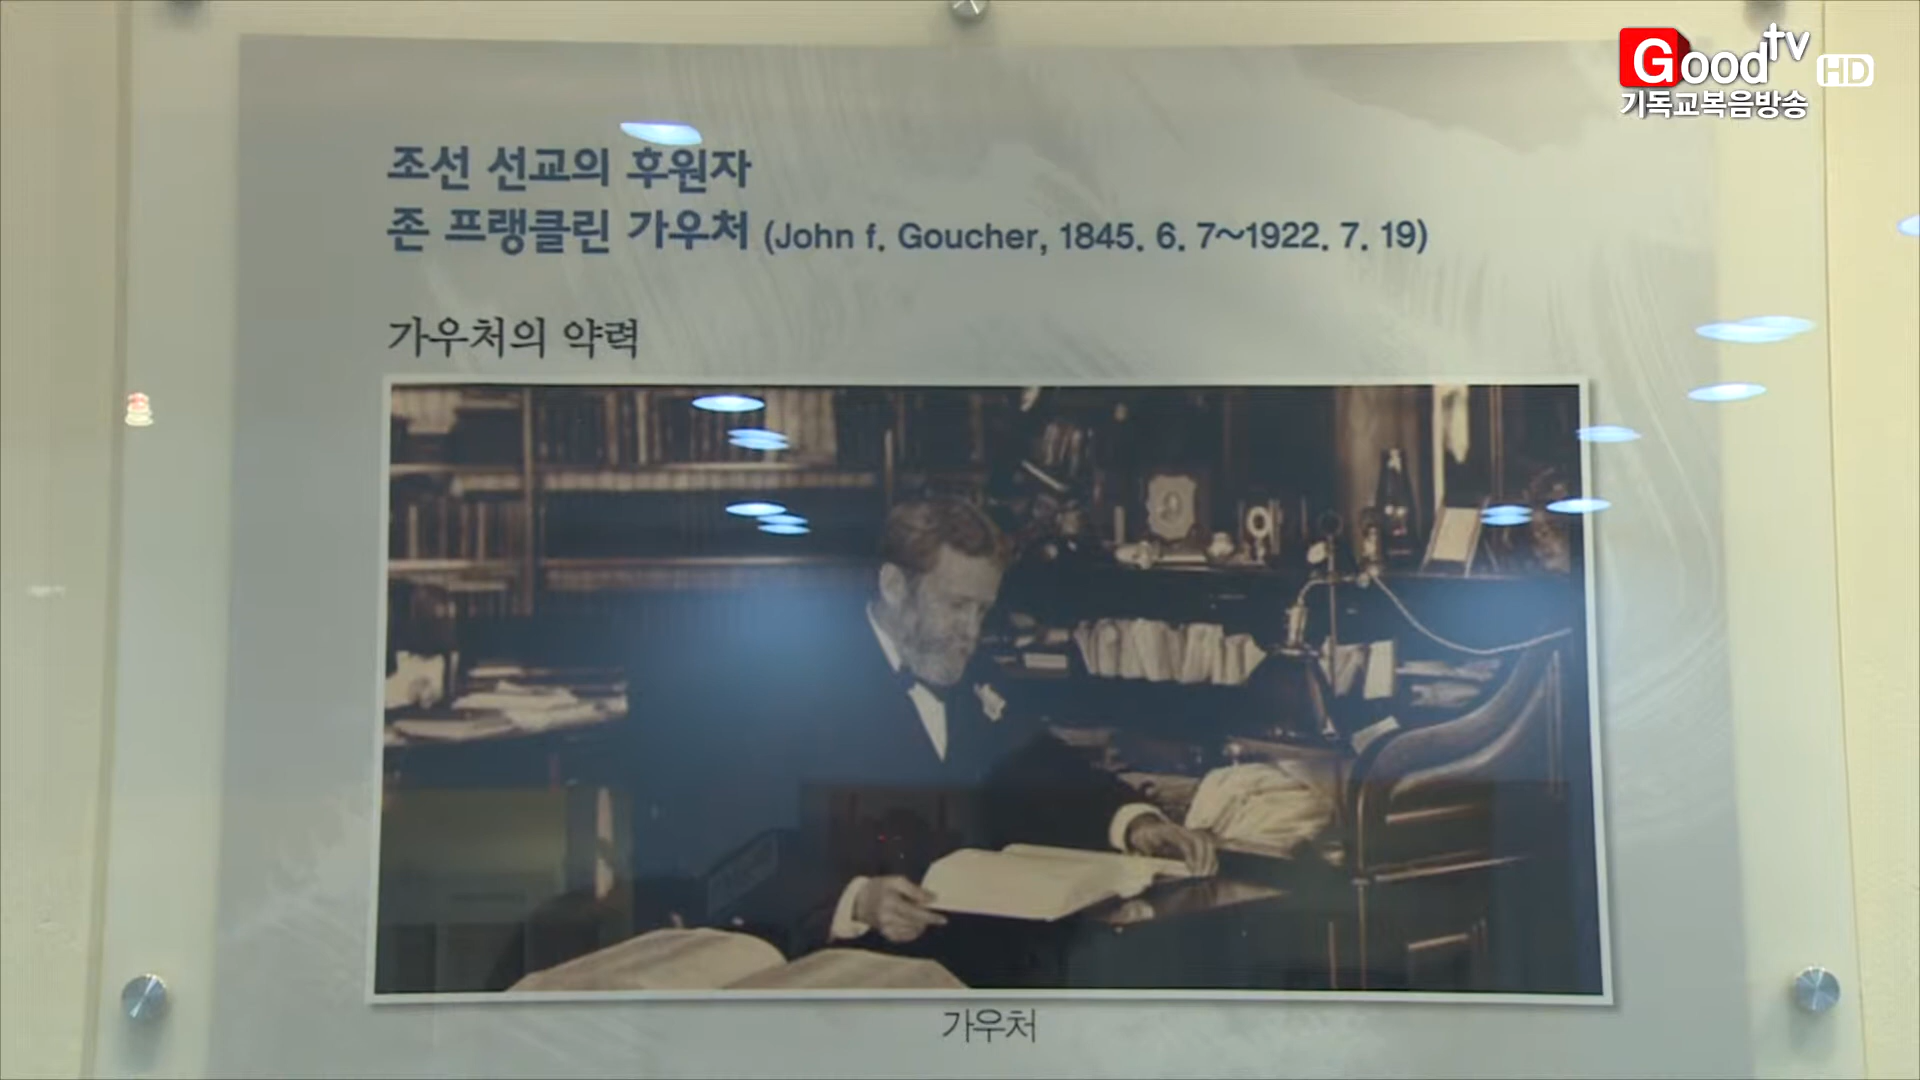 Good tv HD
기독교복음방송
조선 선교의 후원자
존 프랭클린 가우처 (John f. Goucher, 1845. 6. 7~1922. 7. 19)
가우처의 약력
가우처